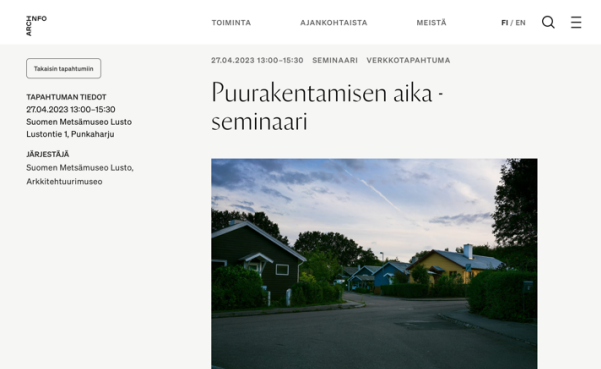 ARCHINFO
TOIMINTA AJANKOHTAISTA MEISTÄ FI / EN
Takaisin tapahtumiin
TAPAHTUMAN TIEDOT
27.04.2023 13:00–15:30
Suomen Metsämuseo Lusto
Lustontie 1, Punkaharju
JÄRJESTÄJÄ
Suomen Metsämuseo Lusto,
Arkkitehtuurimuseo
27.04.2023 13:00–15:30 SEMINAARI VERKKOTAPAHTUMA
Puurakentamisen aika -
seminaari